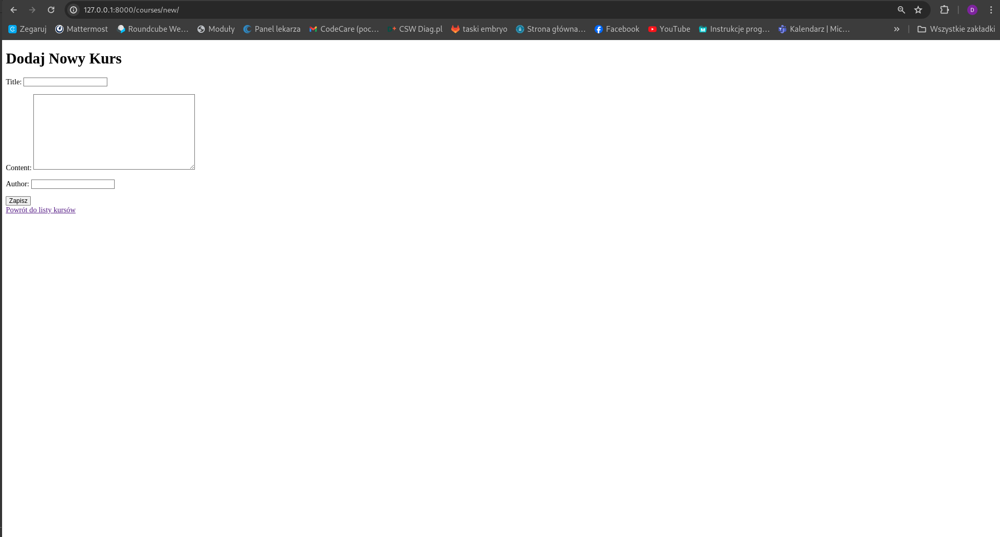 127.0.0.1:8000/courses/new/
D
Zegaruj Mattermost Roundcube We... Moduły Panel lekarza CodeCare (poc... CSW Diag.pl taski embryo Strona główna... Facebook YouTube Instrukcje prog... Kalendarz | Mic... » Wszystkie zakładki
Dodaj Nowy Kurs
Title:
Content:
Author:
Zapisz
Powrót do listy kursów